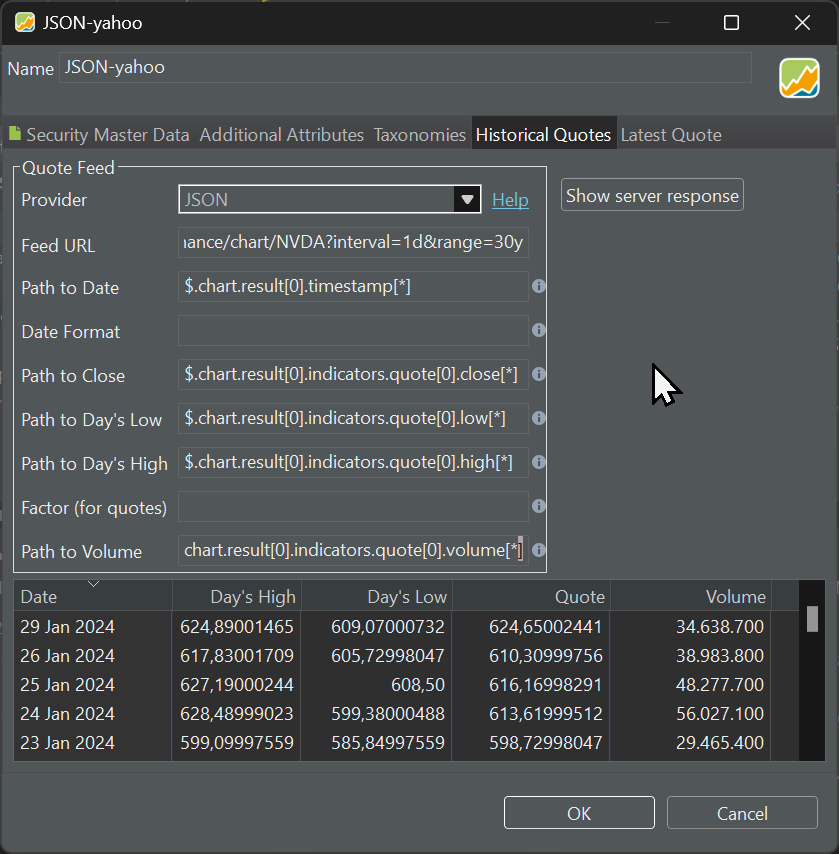 JSON-yahoo
Name JSON-yahoo
Security Master Data Additional Attributes Taxonomies Historical Quotes Latest Quote
Quote Feed
Provider JSON Help Show server response
Feed URL ance/chart/NVDA?interval=1d&range=30y
Path to Date $.chart.result[0].timestamp[*]
Date Format
Path to Close $.chart.result[0].indicators.quote[0].close[*]
Path to Day's Low $.chart.result[0].indicators.quote[0].low[*]
Path to Day's High $.chart.result[0].indicators.quote[0].high[*]
Factor (for quotes)
Path to Volume chart.result[0].indicators.quote[0].volume[*]
Date Day's High Day's Low Quote Volume
29 Jan 2024 624,89001465 609,07000732 624,65002441 34.638.700
26 Jan 2024 617,83001709 605,72998047 610,30999756 38.983.800
25 Jan 2024 627,19000244 608,50 616,16998291 48.277.700
24 Jan 2024 628,48999023 599,38000488 613,61999512 56.027.100
23 Jan 2024 599,09997559 585,84997559 598,72998047 29.465.400
OK Cancel